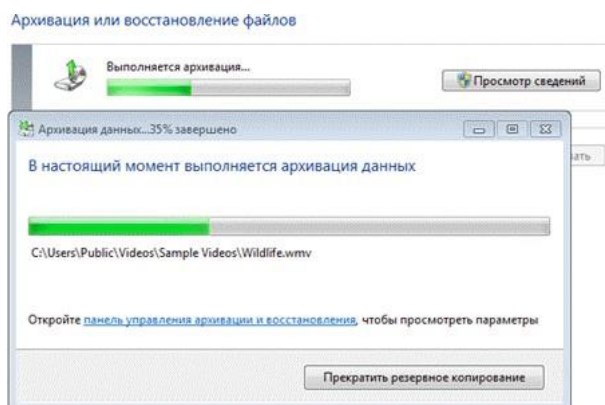 Архивация или восстановление файлов
Выполняется архивация...
Просмотр сведений
Архивация данных...35% завершено
В настоящий момент выполняется архивация данных
C:\Users\Public\Videos\Sample Videos\Wildlife.wmv
Откройте панель управления архивации и восстановления, чтобы просмотреть параметры
Прекратить резервное копирование